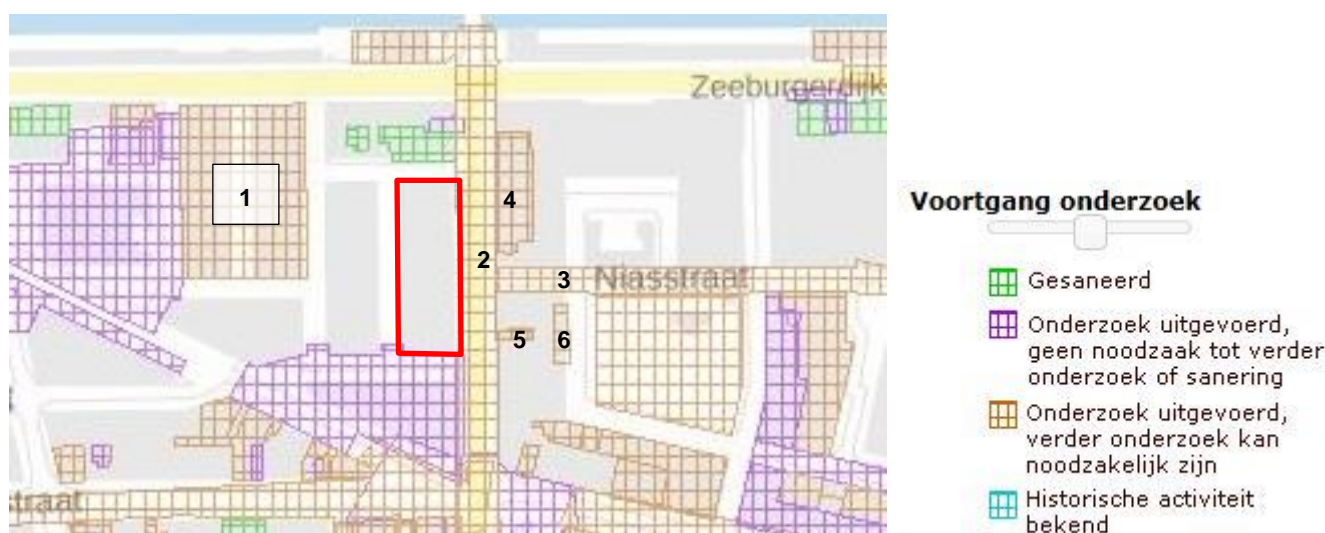 Zeeburgerdijk
1
4
2
3
Niasstraat
5
6
straat
Voortgang onderzoek
Gesaneerd
Onderzoek uitgevoerd,
geen noodzaak tot verder
onderzoek of sanering
Onderzoek uitgevoerd,
verder onderzoek kan
noodzakelijk zijn
Historische activiteit
bekend